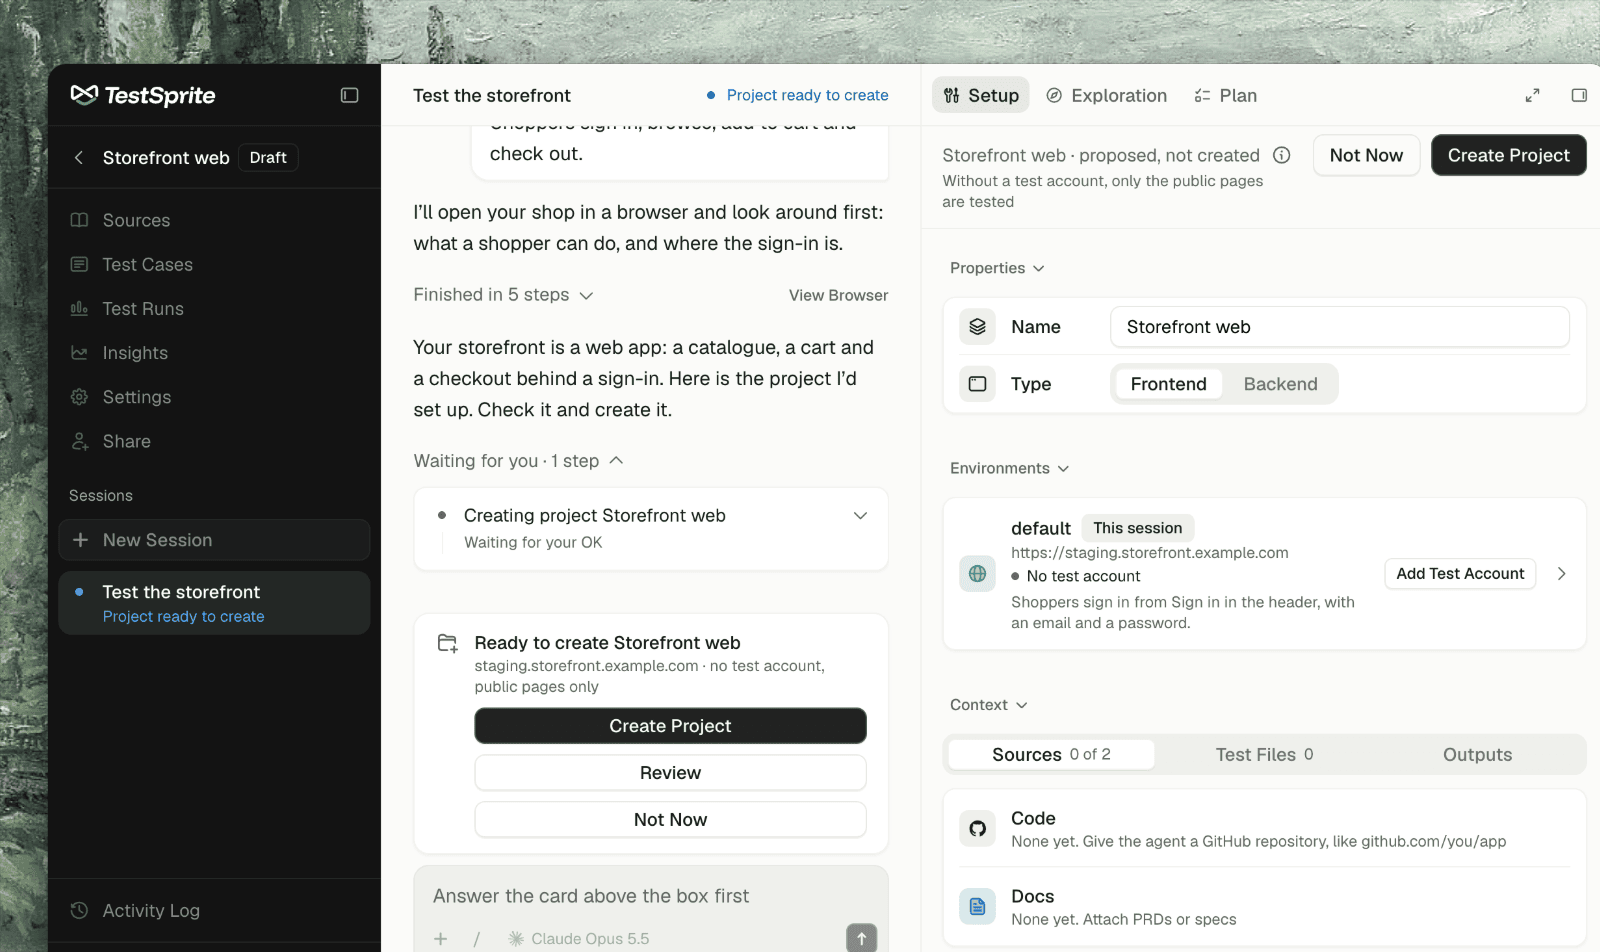 TestSprite
Storefront web
Draft
Sources
Test Cases
Test Runs
Insights
Settings
Share
Sessions
New Session
Test the storefront
Project ready to create
Activity Log
Test the storefront
Project ready to create
Shoppers sign in, browse, add to cart and
check out.
I’ll open your shop in a browser and look around first:
what a shopper can do, and where the sign-in is.
Finished in 5 steps
View Browser
Your storefront is a web app: a catalogue, a cart and
a checkout behind a sign-in. Here is the project I’d
set up. Check it and create it.
Waiting for you · 1 step
Creating project Storefront web
Waiting for your OK
Ready to create Storefront web
staging.storefront.example.com · no test account,
public pages only
Create Project
Review
Not Now
Answer the card above the box first
/
Claude Opus 5.5
Setup
Exploration
Plan
Storefront web · proposed, not created
Without a test account, only the public pages
are tested
Not Now
Create Project
Properties
Name
Storefront web
Type
Frontend
Backend
Environments
default
This session
https://staging.storefront.example.com
No test account
Shoppers sign in from Sign in in the header, with
an email and a password.
Add Test Account
Context
Sources 0 of 2
Test Files 0
Outputs
Code
None yet. Give the agent a GitHub repository, like github.com/you/app
Docs
None yet. Attach PRDs or specs